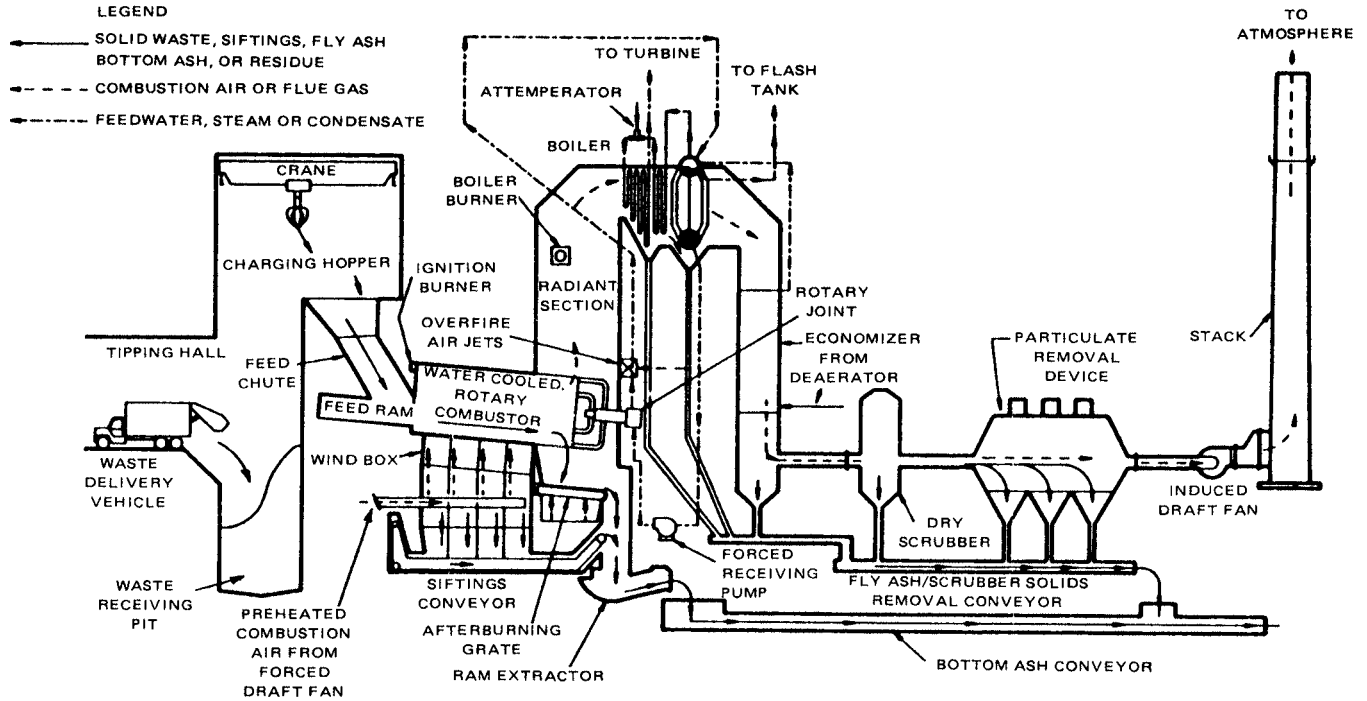 LEGEND
SOLID WASTE, SIFTINGS, FLY ASH
BOTTOM ASH, OR RESIDUE
COMBUSTION AIR OR FLUE GAS
FEEDWATER, STEAM OR CONDENSATE
TO
ATMOSPHERE
TO TURBINE
TO FLASH
TANK
ATTEMPERATOR
BOILER
BOILER
BURNER
CRANE
CHARGING HOPPER
IGNITION
BURNER
RADIANT
SECTION
ROTARY
JOINT
OVERFIRE
AIR JETS
ECONOMIZER
FROM
DEAERATOR
PARTICULATE
REMOVAL
DEVICE
STACK
TIPPING HALL
FEED
CHUTE
WATER COOLED,
ROTARY
COMBUSTOR
FEED RAM
WIND BOX
WASTE
DELIVERY
VEHICLE
INDUCED
DRAFT FAN
DRY
SCRUBBER
FORCED
RECEIVING
PUMP
WASTE
RECEIVING
PIT
PREHEATED
COMBUSTION
AIR FROM
FORCED
DRAFT FAN
SIFTINGS
CONVEYOR
AFTERBURNING
GRATE
RAM EXTRACTOR
FLY ASH/SCRUBBER SOLIDS
REMOVAL CONVEYOR
BOTTOM ASH CONVEYOR